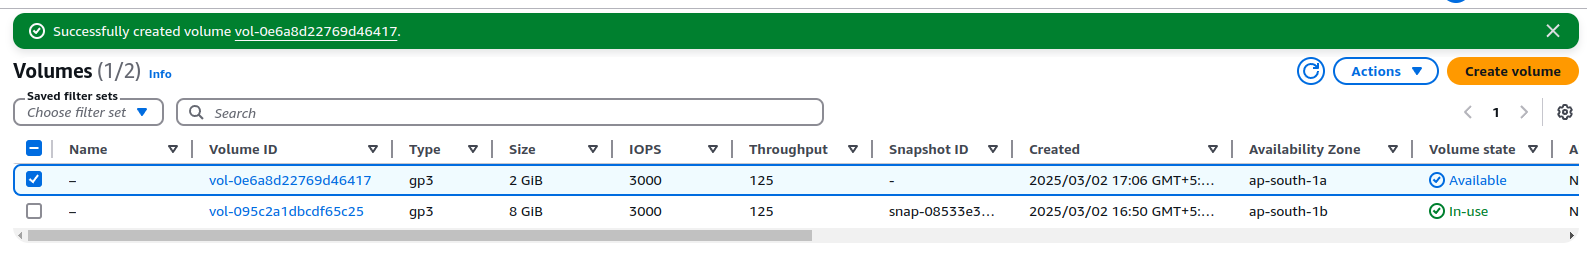 Successfully created volume vol-0e6a8d22769d46417.
Volumes (1/2) Info
Actions
Create volume
Saved filter sets
Choose filter set
Search
1
Name Volume ID Type Size IOPS Throughput Snapshot ID Created Availability Zone Volume state A
– vol-0e6a8d22769d46417 gp3 2 GiB 3000 125 - 2025/03/02 17:06 GMT+5:... ap-south-1a Available N
– vol-095c2a1dbcdf65c25 gp3 8 GiB 3000 125 snap-08533e3... 2025/03/02 16:50 GMT+5:... ap-south-1b In-use N